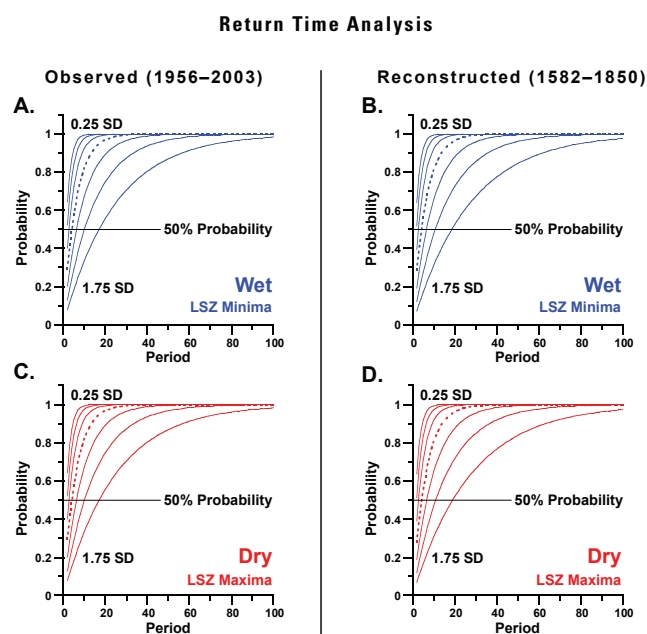 Return Time Analysis
Observed (1956–2003)
Reconstructed (1582–1850)
A.
0.25 SD
1
0.8
0.6
0.4
0.2
0
Probability
50% Probability
1.75 SD
Wet
LSZ Minima
0 20 40 60 80 100
Period
B.
0.25 SD
1
0.8
0.6
0.4
0.2
0
Probability
50% Probability
1.75 SD
Wet
LSZ Minima
0 20 40 60 80 100
Period
C.
0.25 SD
1
0.8
0.6
0.4
0.2
0
Probability
50% Probability
1.75 SD
Dry
LSZ Maxima
0 20 40 60 80 100
Period
D.
0.25 SD
1
0.8
0.6
0.4
0.2
0
Probability
50% Probability
1.75 SD
Dry
LSZ Maxima
0 20 40 60 80 100
Period